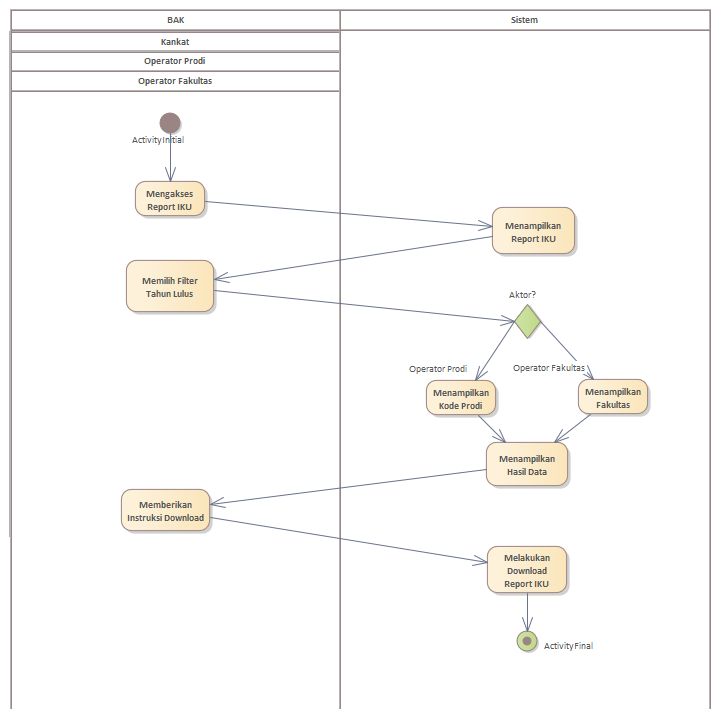 BAK
Sistem
Kankat
Operator Prodi
Operator Fakultas
ActivityInitial
Mengakses
Report IKU
Menampilkan
Report IKU
Memilih Filter
Tahun Lulus
Aktor?
Operator Prodi
Operator Fakultas
Menampilkan
Kode Prodi
Menampilkan
Fakultas
Menampilkan
Hasil Data
Memberikan
Instruksi Download
Melakukan
Download
Report IKU
ActivityFinal